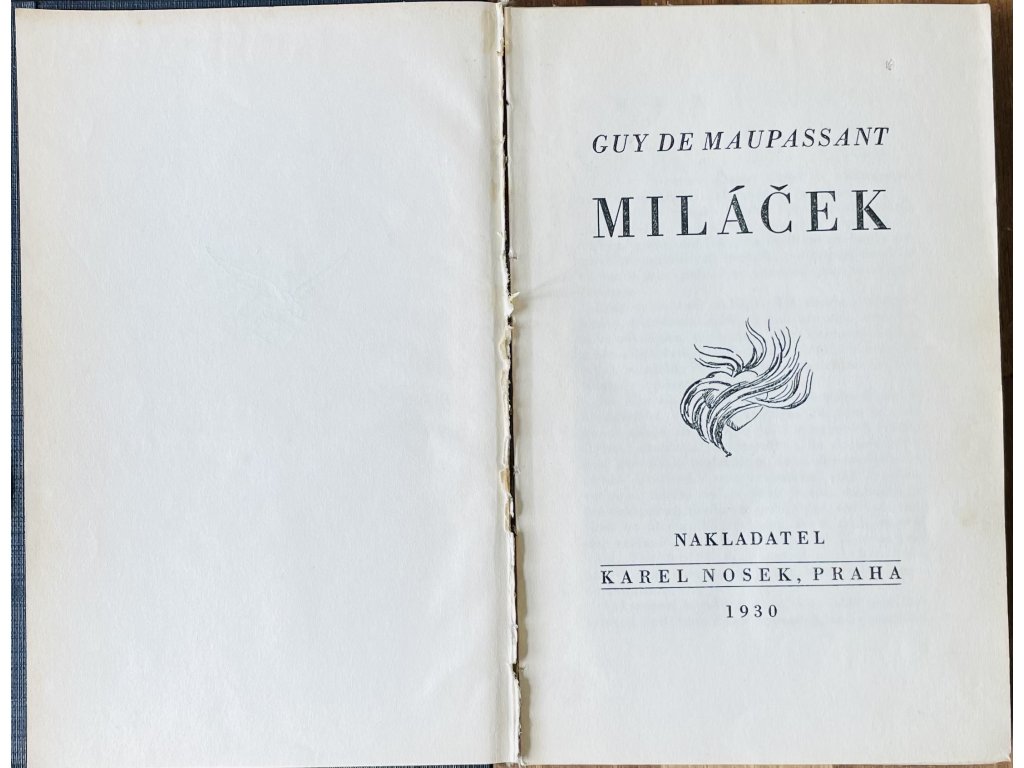 GUY DE MAUPASSANT
MILÁČEK
NAKLADATEL
KAREL NOSEK, PRAHA
1930